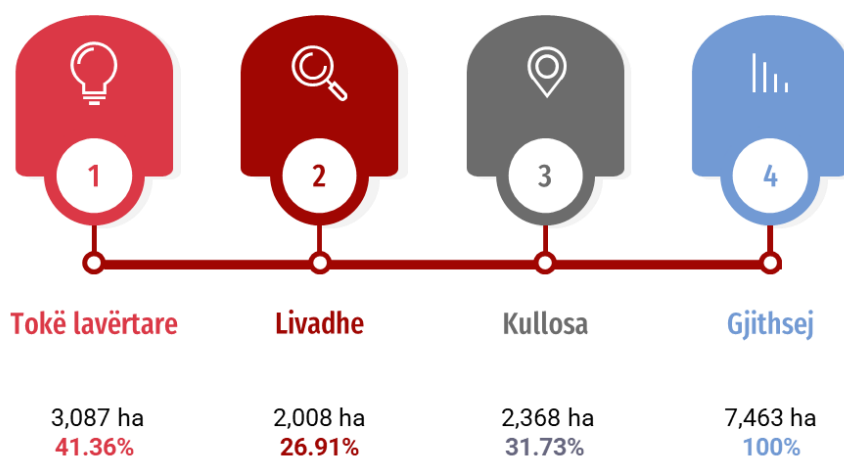 1
2
3
4
Tokë lavërtare
Livadhe
Kullosa
Gjithsej
3,087 ha
2,008 ha
2,368 ha
7,463 ha
41.36%
26.91%
31.73%
100%